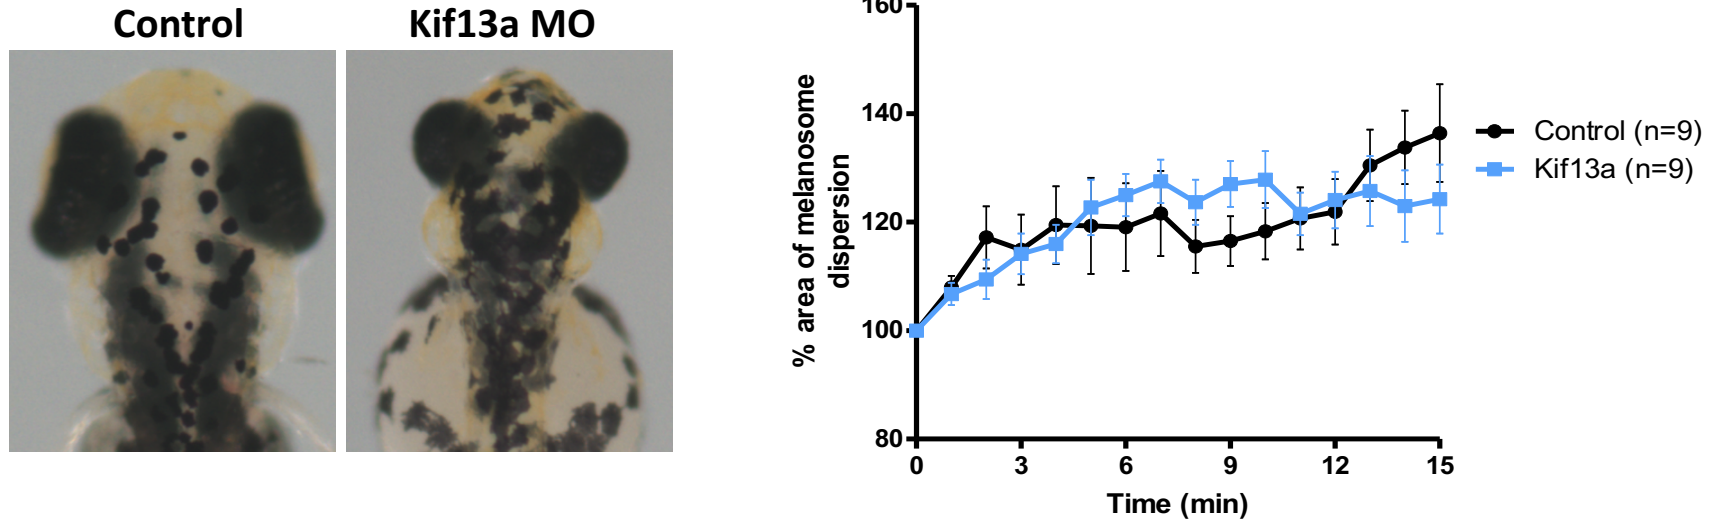 Control
Kif13a MO
% area of melanosome
dispersion
160
140
120
100
80
0 3 6 9 12 15
Time (min)
Control (n=9)
Kif13a (n=9)